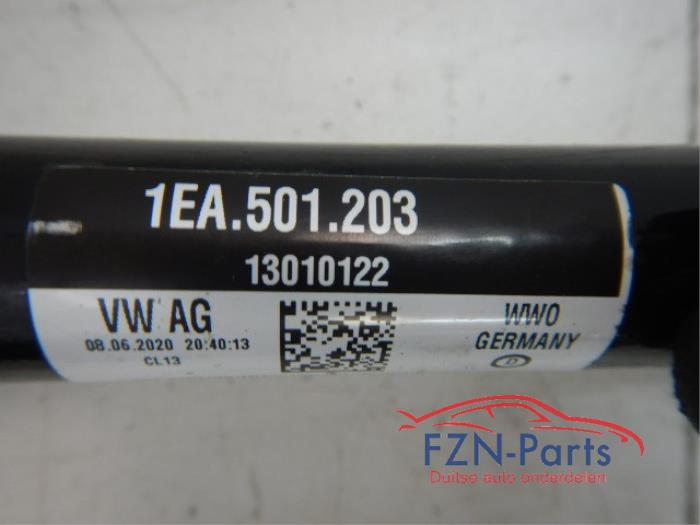 1EA.501.203
13010122
VW AG
08.06.2020 20:40:13
CL13
WWO
GERMANY
D
FZN-Parts
Duitse auto onderdelen